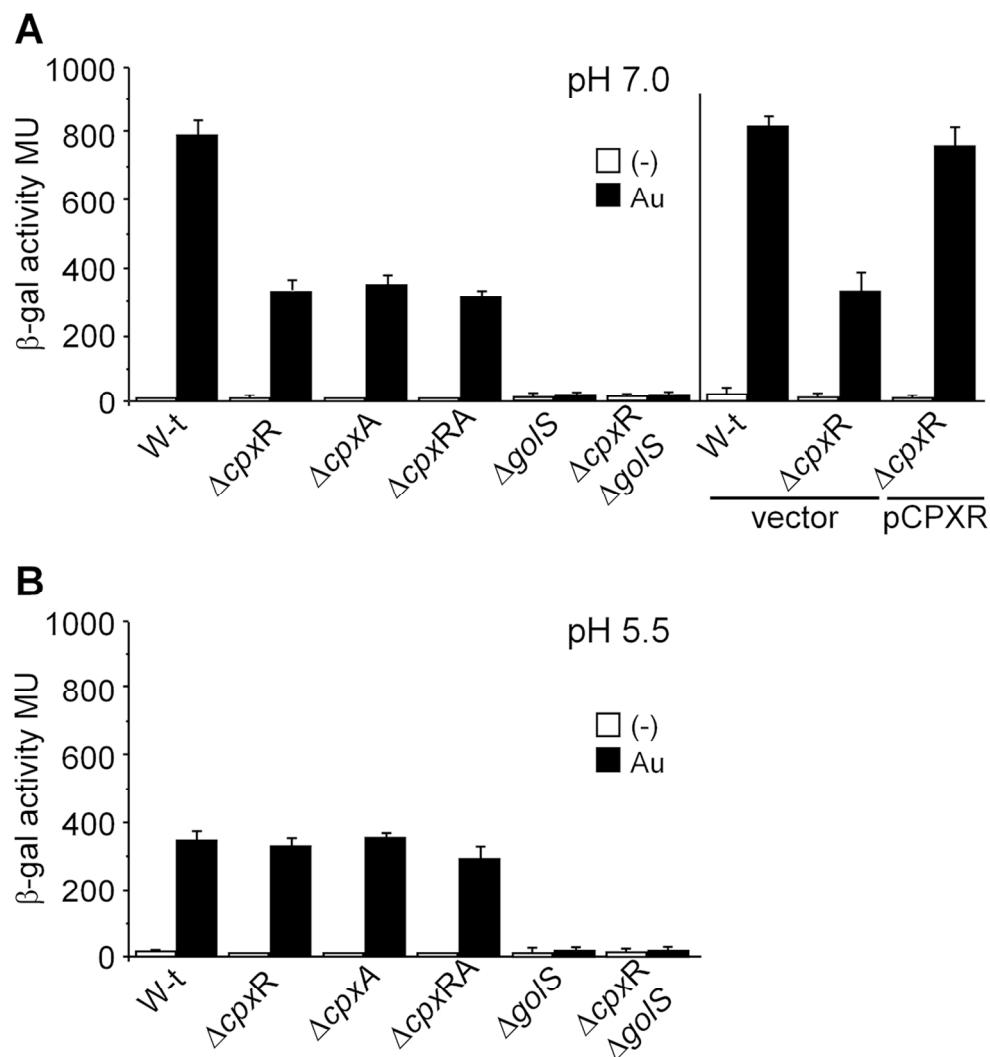 A
1000
800
600
400
200
0
β-gal activity MU
pH 7.0
(-)
Au
W-t
ΔcpxR
ΔcpxA
ΔcpxRA
ΔgolS
ΔcpxR
ΔgolS
W-t
ΔcpxR
ΔcpxR
vector
pCPXR
B
1000
800
600
400
200
0
β-gal activity MU
pH 5.5
(-)
Au
W-t
ΔcpxR
ΔcpxA
ΔcpxRA
ΔgolS
ΔcpxR
ΔgolS